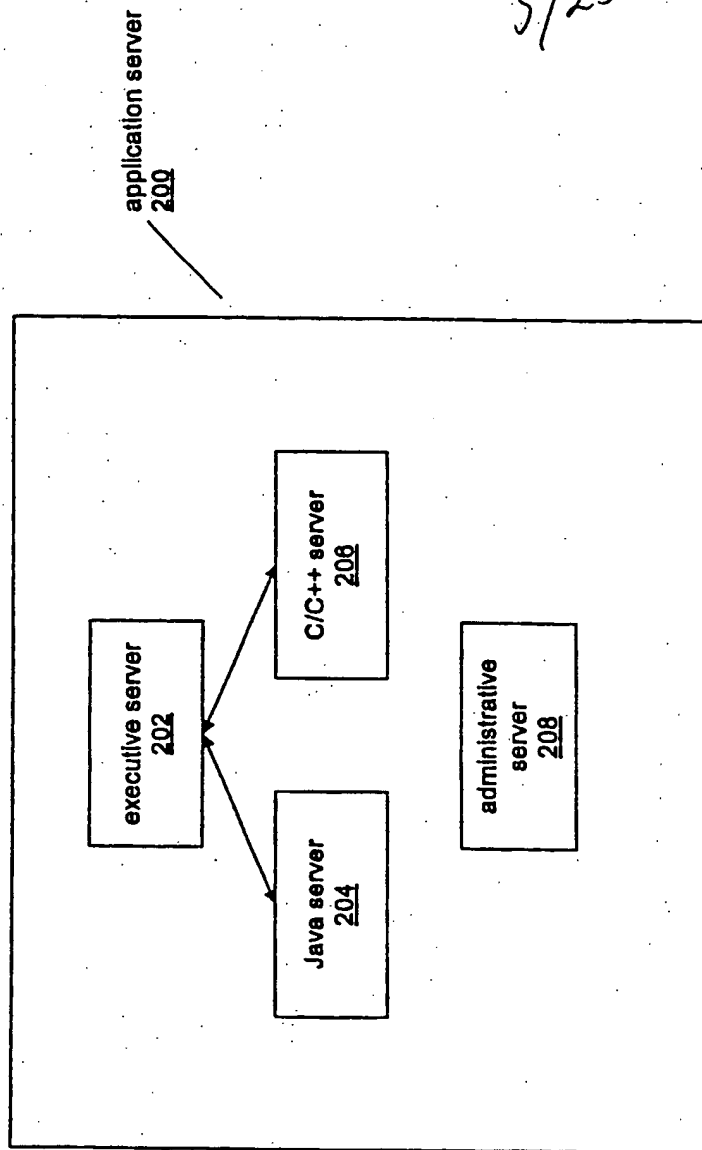 application server
200
executive server
202
Java server
204
C/C++ server
206
administrative
server
208